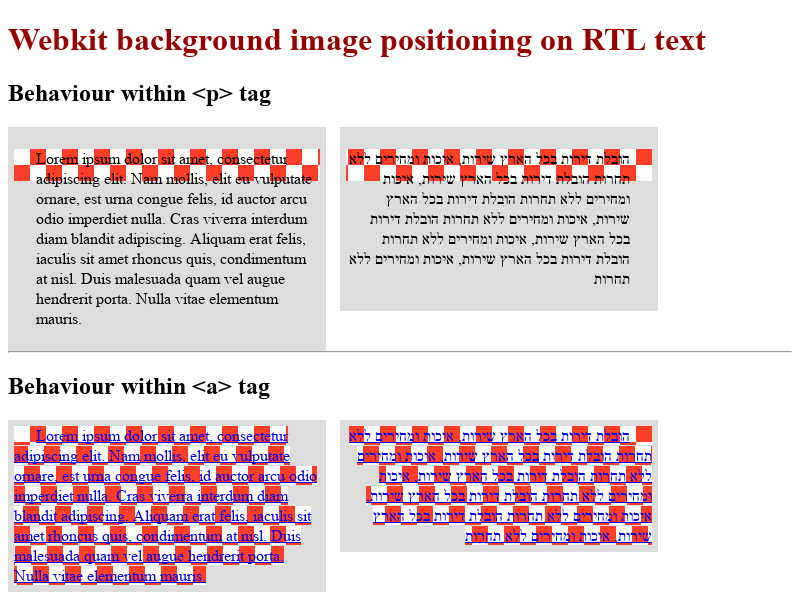 Webkit background image positioning on RTL text
Behaviour within <p> tag
Lorem ipsum dolor sit amet, consectetur
adipiscing elit. Nam mollis, elit eu vulputate
ornare, est urna congue felis, id auctor arcu
odio imperdiet nulla. Cras viverra interdum
diam blandit adipiscing. Aliquam erat felis,
iaculis sit amet rhoncus quis, condimentum
at nisl. Duis malesuada quam vel augue
hendrerit porta. Nulla vitae elementum
mauris.
הובלת דירות בכל הארץ שירות, איכות ומחירים ללא
תחרות הובלת דירות בכל הארץ שירות, איכות
ומחירים ללא תחרות הובלת דירות בכל הארץ
שירות, איכות ומחירים ללא תחרות הובלת דירות
בכל הארץ שירות, איכות ומחירים ללא תחרות
הובלת דירות בכל הארץ שירות, איכות ומחירים ללא
תחרות
Behaviour within <a> tag
Lorem ipsum dolor sit amet, consectetur
adipiscing elit. Nam mollis, elit eu vulputate
ornare, est urna congue felis, id auctor arcu odio
imperdiet nulla. Cras viverra interdum diam
blandit adipiscing. Aliquam erat felis, iaculis sit
amet rhoncus quis, condimentum at nisl. Duis
malesuada quam vel augue hendrerit porta.
Nulla vitae elementum mauris.
הובלת דירות בכל הארץ שירות, איכות ומחירים ללא
תחרות הובלת דירות בכל הארץ שירות, איכות ומחירים
ללא תחרות הובלת דירות בכל הארץ שירות, איכות
ומחירים ללא תחרות הובלת דירות בכל הארץ שירות,
איכות ומחירים ללא תחרות הובלת דירות בכל הארץ
שירות, איכות ומחירים ללא תחרות